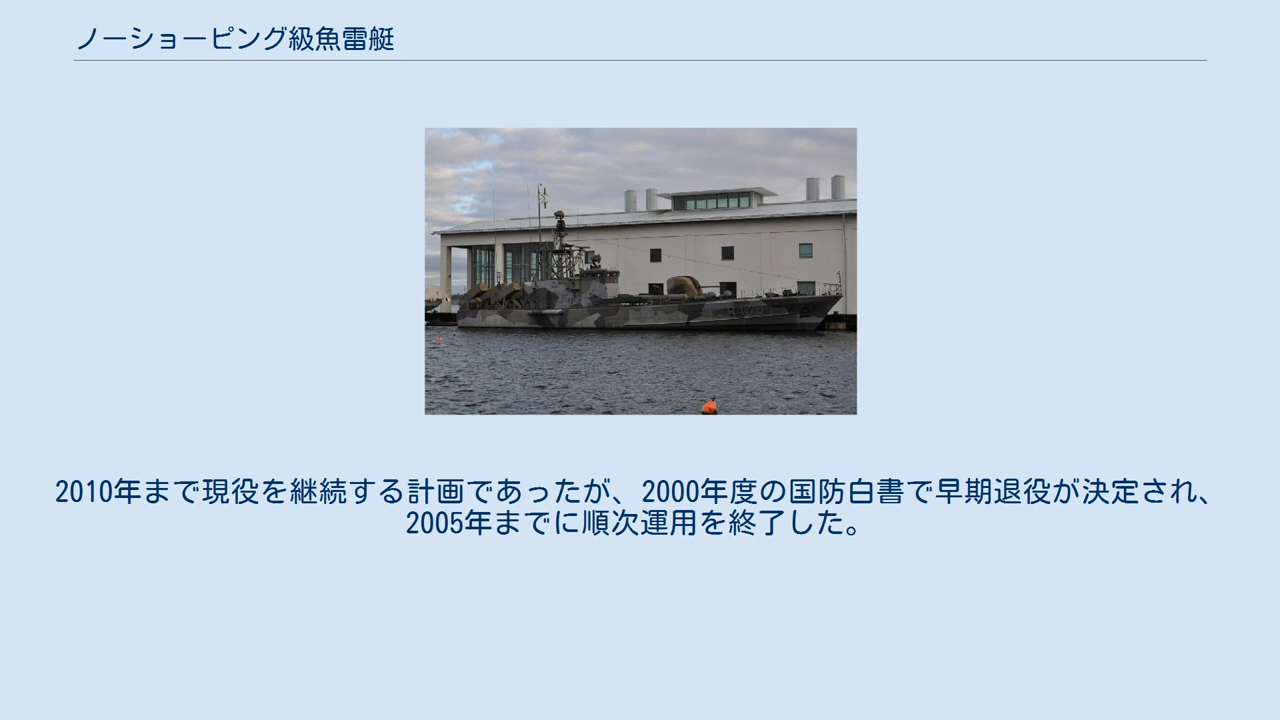 ノーショーピング級魚雷艇
2010年まで現役を継続する計画であったが、2000年度の国防白書で早期退役が決定され、
2005年までに順次運用を終了した。